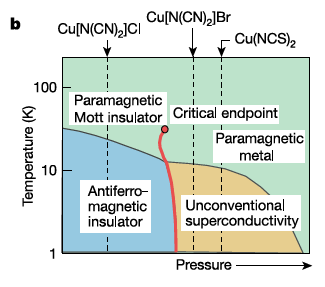 b
Cu[N(CN)₂]Cl
Cu[N(CN)₂]Br
Cu(NCS)₂
100
10
1
Temperature (K)
Paramagnetic
Mott insulator
Critical endpoint
Paramagnetic
metal
Antiferro-
magnetic
insulator
Unconventional
superconductivity
Pressure